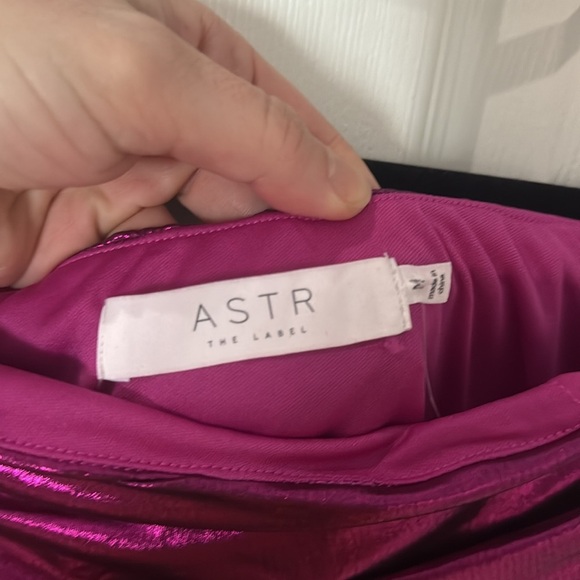 ASTR
THE LABEL
M
made in
china